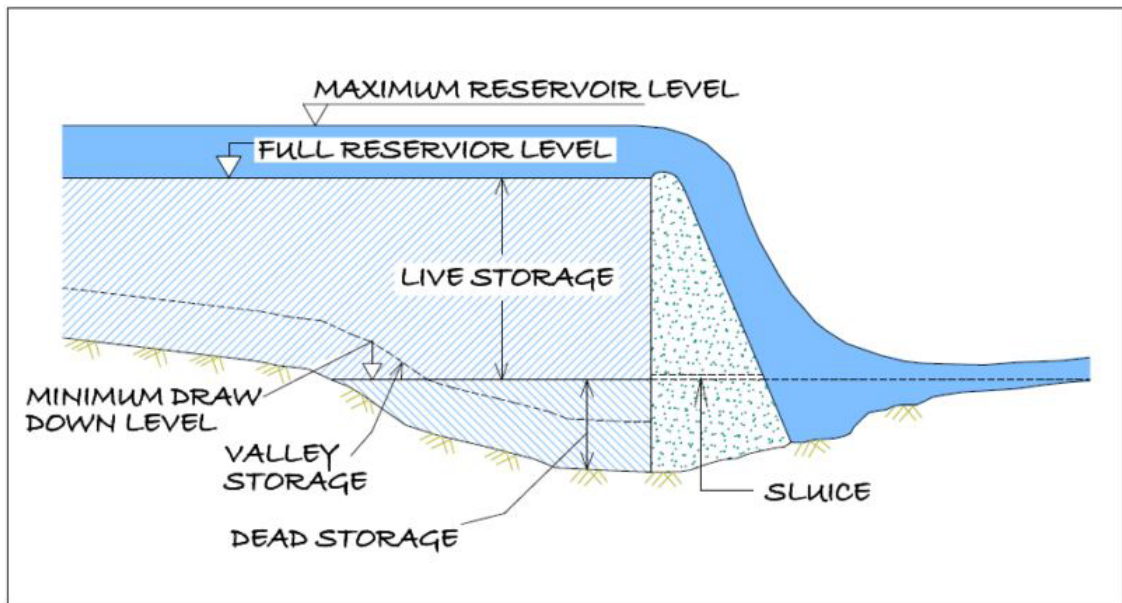 MAXIMUM RESERVOIR LEVEL
FULL RESERVIOR LEVEL
LIVE STORAGE
MINIMUM DRAW
DOWN LEVEL
VALLEY
STORAGE
SLUICE
DEAD STORAGE